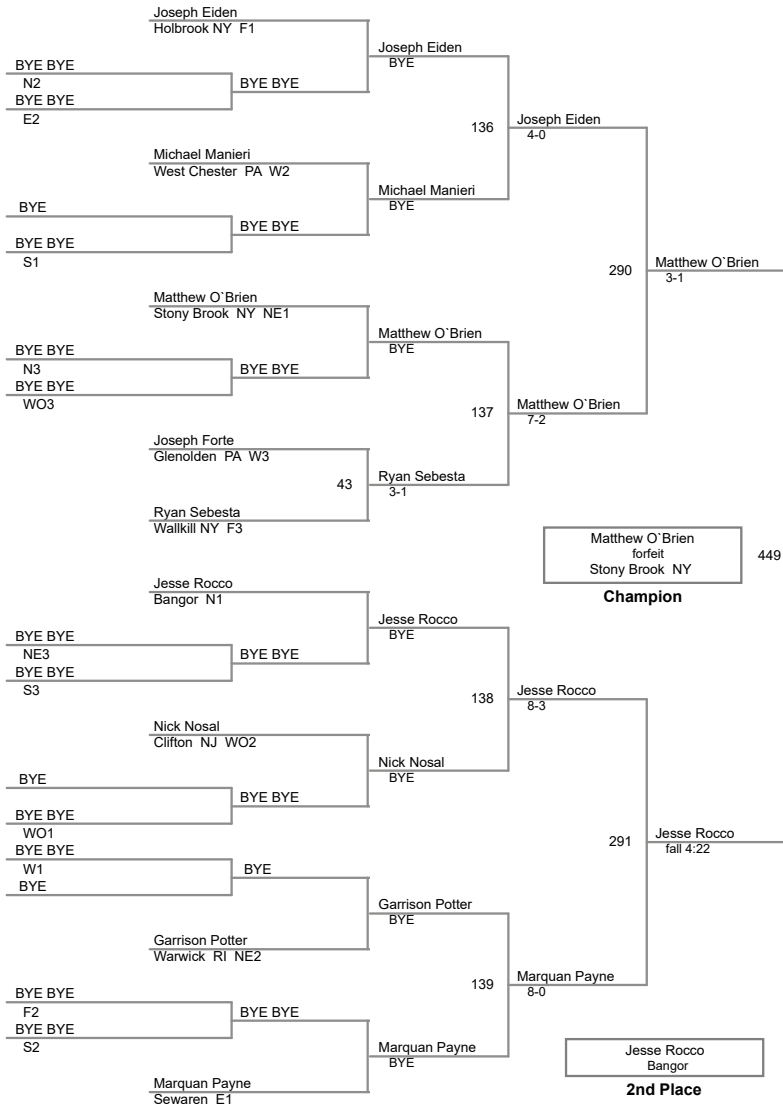 Joseph Eiden
Holbrook NY F1
Joseph Eiden
BYE
BYE BYE
N2
BYE BYE
BYE BYE
E2
136
Joseph Eiden
4-0
Michael Manieri
West Chester PA W2
Michael Manieri
BYE
BYE
BYE BYE
BYE BYE
S1
290
Matthew O`Brien
3-1
Matthew O`Brien
Stony Brook NY NE1
Matthew O`Brien
BYE
BYE BYE
N3
BYE BYE
BYE BYE
WO3
137
Matthew O`Brien
7-2
Joseph Forte
Glenolden PA W3
43
Ryan Sebesta
3-1
Ryan Sebesta
Wallkill NY F3
Matthew O`Brien
forfeit
Stony Brook NY
449
Champion
Jesse Rocco
Bangor N1
Jesse Rocco
BYE
BYE BYE
NE3
BYE BYE
BYE BYE
S3
138
Jesse Rocco
8-3
Nick Nosal
Clifton NJ WO2
Nick Nosal
BYE
BYE
BYE BYE
BYE BYE
WO1
291
Jesse Rocco
fall 4:22
BYE BYE
W1
BYE
BYE
Garrison Potter
BYE
Garrison Potter
Warwick RI NE2
139
Marquan Payne
8-0
BYE BYE
F2
BYE BYE
BYE BYE
S2
Marquan Payne
BYE
Marquan Payne
Sewaren E1
Jesse Rocco
Bangor
2nd Place